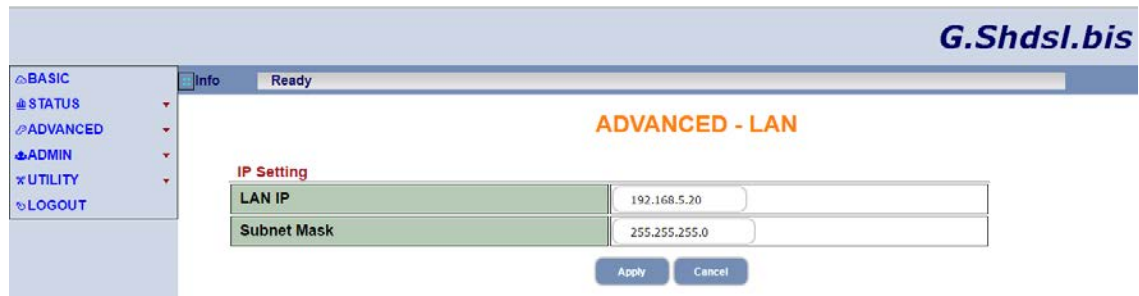 G.Shdsl.bis
BASIC
STATUS
ADVANCED
ADMIN
UTILITY
LOGOUT
Info Ready
ADVANCED - LAN
IP Setting
LAN IP 192.168.5.20
Subnet Mask 255.255.255.0
Apply Cancel